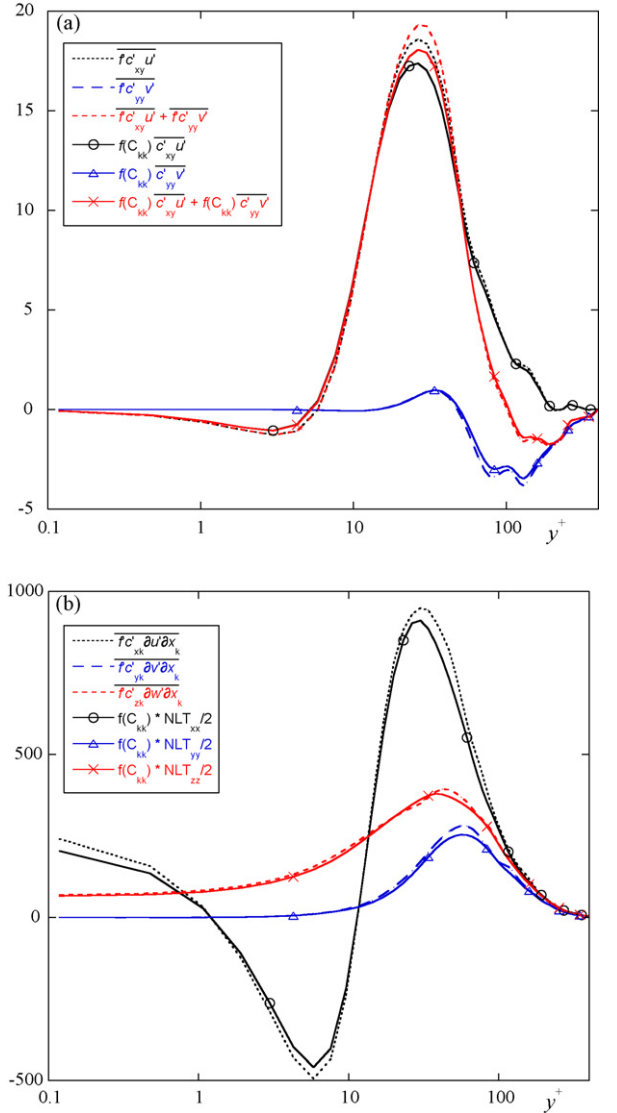 (a)
20
15
10
5
0
-5
0.1
1
10
100
y+
f'c'xy u'
f'c'yy v'
f'c'xy u' + f'c'yy v'
f(Ckk) c'xy u'
f(Ckk) c'yy v'
f(Ckk) c'xy u' + f(Ckk) c'yy v'
(b)
1000
500
0
-500
0.1
1
10
100
y+
f'c'xk ∂u'∂xk
f'c'yk ∂v'∂xk
f'c'zk ∂w'∂xk
f(Ckk) * NLTxx/2
f(Ckk) * NLTyy/2
f(Ckk) * NLTzz/2